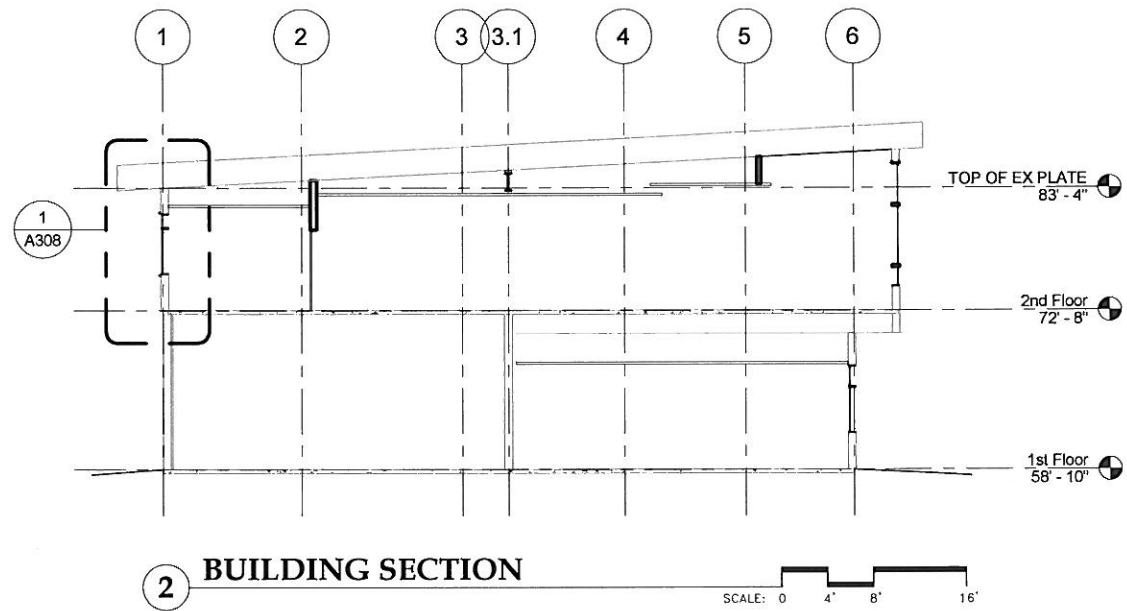 1 2 3 3.1 4 5 6
TOP OF EX PLATE
83' - 4"
1
A308
2nd Floor
72' - 8"
1st Floor
58' - 10"
2 BUILDING SECTION
SCALE: 0 4' 8' 16'